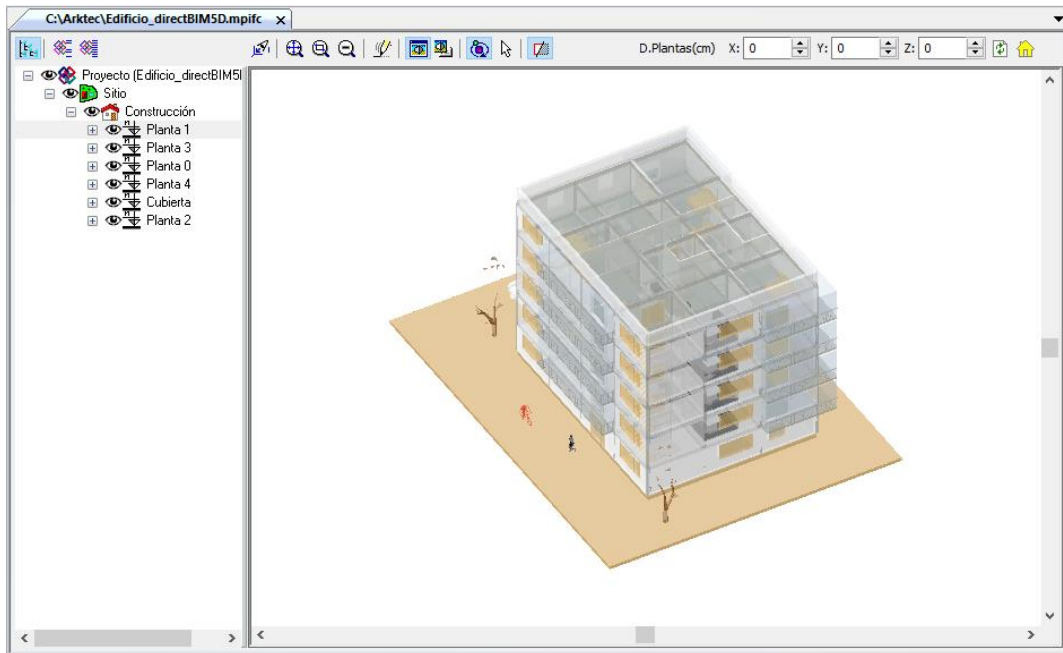 C:\Arktec\Edificio_directBIM5D.mpifc x
D.Plantas(cm) X: 0 Y: 0 Z: 0
Proyecto (Edificio_directBIM5
Sitio
Construcción
Planta 1
Planta 3
Planta 0
Planta 4
Cubierta
Planta 2